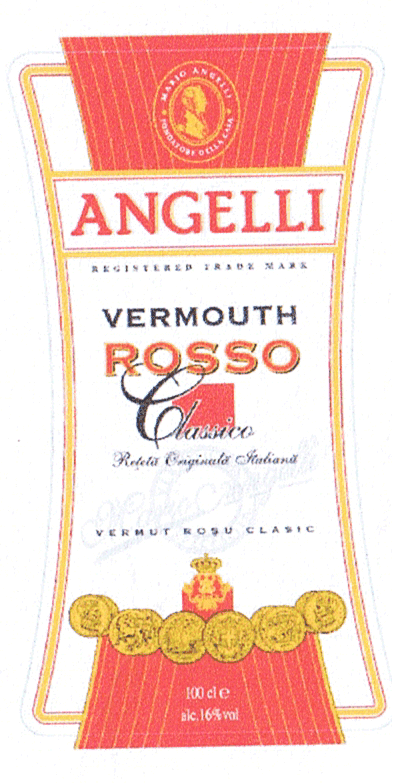 MARIO ANGELLI
FONDATORE DELLA CASA
ANGELLI
REGISTERED TRADE MARK
VERMOUTH
ROSSO
Classico
Rețetă Originală Italiană
VERMUT ROȘU CLASIC
100 cl e
alc.16%vol